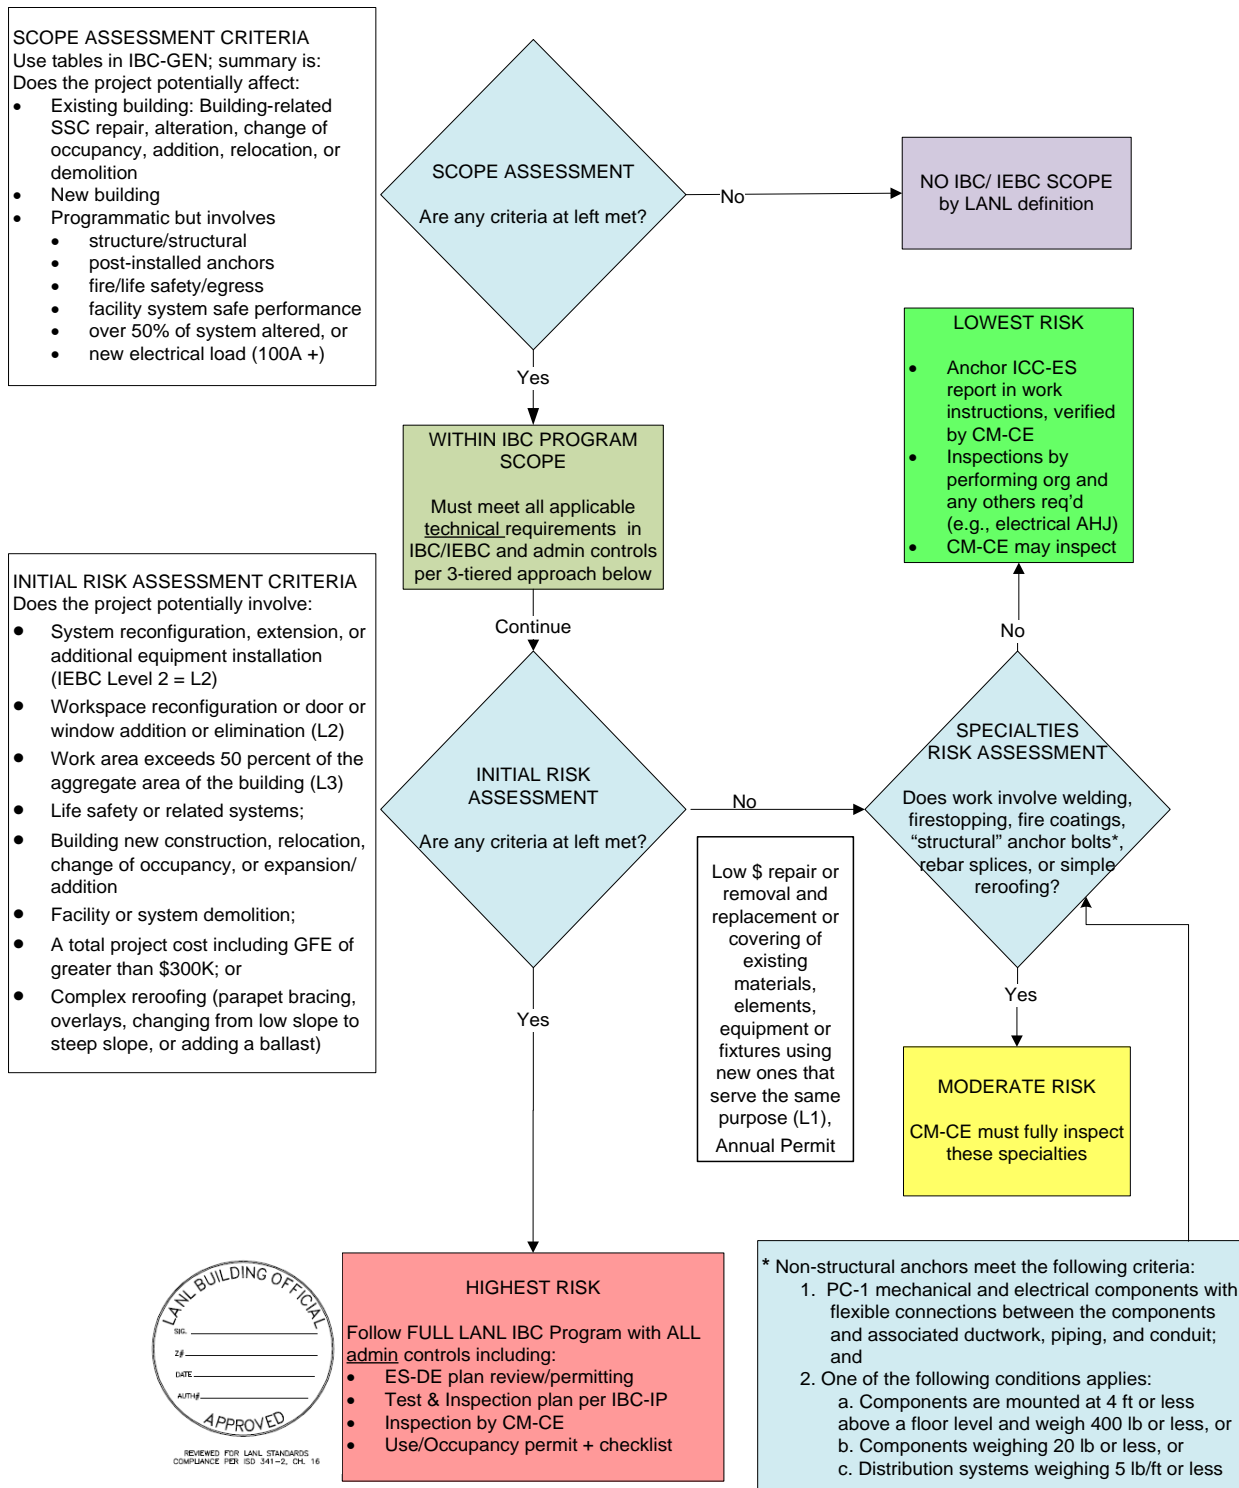 SCOPE ASSESSMENT CRITERIA
Use tables in IBC-GEN; summary is:
Does the project potentially affect:
• Existing building: Building-related
SSC repair, alteration, change of
occupancy, addition, relocation, or
demolition
• New building
• Programmatic but involves
• structure/structural
• post-installed anchors
• fire/life safety/egress
• facility system safe performance
• over 50% of system altered, or
• new electrical load (100A +)
SCOPE ASSESSMENT
Are any criteria at left met?
No
NO IBC/ IEBC SCOPE
by LANL definition
Yes
WITHIN IBC PROGRAM
SCOPE
Must meet all applicable
technical requirements in
IBC/IEBC and admin controls
per 3-tiered approach below
Continue
LOWEST RISK
• Anchor ICC-ES
report in work
instructions, verified
by CM-CE
• Inspections by
performing org and
any others req'd
(e.g., electrical AHJ)
• CM-CE may inspect
No
INITIAL RISK ASSESSMENT CRITERIA
Does the project potentially involve:
• System reconfiguration, extension, or
additional equipment installation
(IEBC Level 2 = L2)
• Workspace reconfiguration or door or
window addition or elimination (L2)
• Work area exceeds 50 percent of the
aggregate area of the building (L3)
• Life safety or related systems;
• Building new construction, relocation,
change of occupancy, or expansion/
addition
• Facility or system demolition;
• A total project cost including GFE of
greater than $300K; or
• Complex reroofing (parapet bracing,
overlays, changing from low slope to
steep slope, or adding a ballast)
INITIAL RISK
ASSESSMENT
Are any criteria at left met?
No
SPECIALTIES
RISK ASSESSMENT
Does work involve welding,
firestopping, fire coatings,
“structural” anchor bolts*,
rebar splices, or simple
reroofing?
Low $ repair or
removal and
replacement or
covering of
existing
materials,
elements,
equipment or
fixtures using
new ones that
serve the same
purpose (L1),
Annual Permit
Yes
Yes
MODERATE RISK
CM-CE must fully inspect
these specialties
LANL BUILDING OFFICIAL
SIG.
Z#
DATE
AUTH#
APPROVED
REVIEWED FOR LANL STANDARDS
COMPLIANCE PER ISD 341-2, CH. 16
HIGHEST RISK
Follow FULL LANL IBC Program with ALL
admin controls including:
• ES-DE plan review/permitting
• Test & Inspection plan per IBC-IP
• Inspection by CM-CE
• Use/Occupancy permit + checklist
* Non-structural anchors meet the following criteria:
1. PC-1 mechanical and electrical components with
flexible connections between the components
and associated ductwork, piping, and conduit;
and
2. One of the following conditions applies:
a. Components are mounted at 4 ft or less
above a floor level and weigh 400 lb or less, or
b. Components weighing 20 lb or less, or
c. Distribution systems weighing 5 lb/ft or less